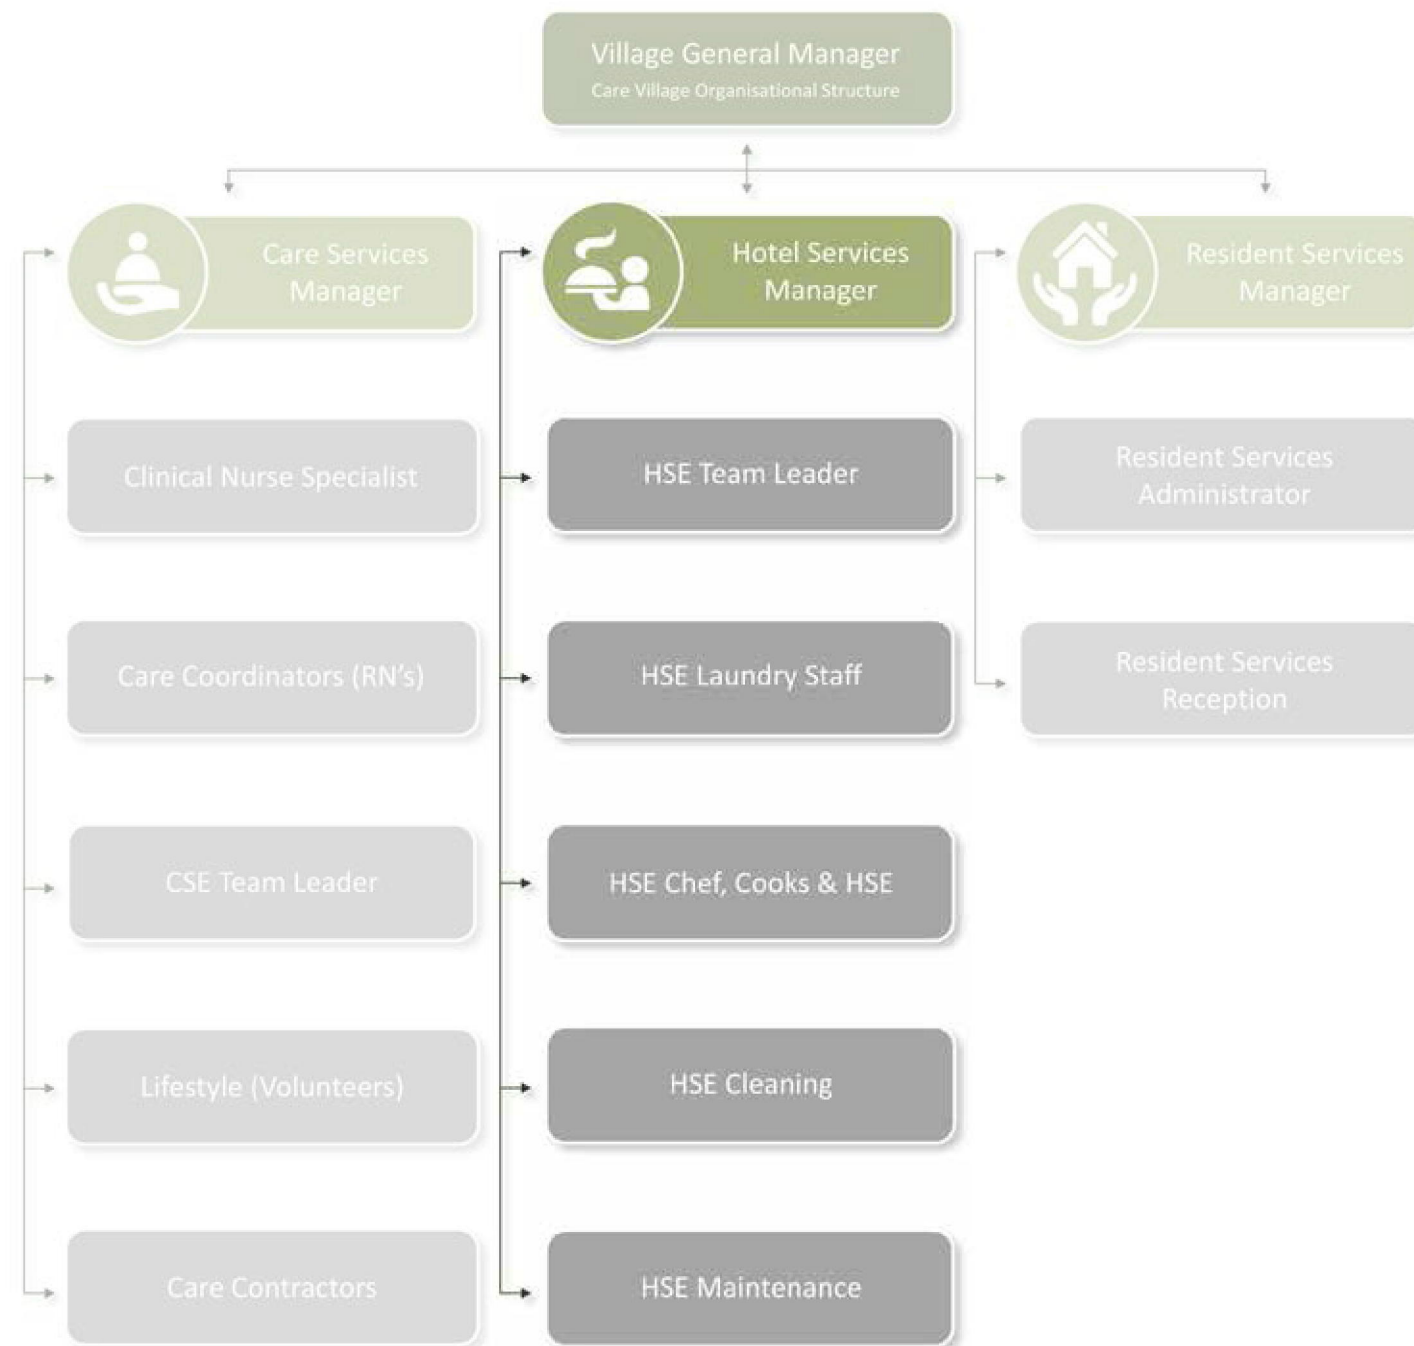 Village General Manager
Care Village Organisational Structure
Care Services
Manager
Clinical Nurse Specialist
Care Coordinators (RN's)
CSE Team Leader
Lifestyle (Volunteers)
Care Contractors
Hotel Services
Manager
HSE Team Leader
HSE Laundry Staff
HSE Chef, Cooks & HSE
HSE Cleaning
HSE Maintenance
Resident Services
Manager
Resident Services
Administrator
Resident Services
Reception